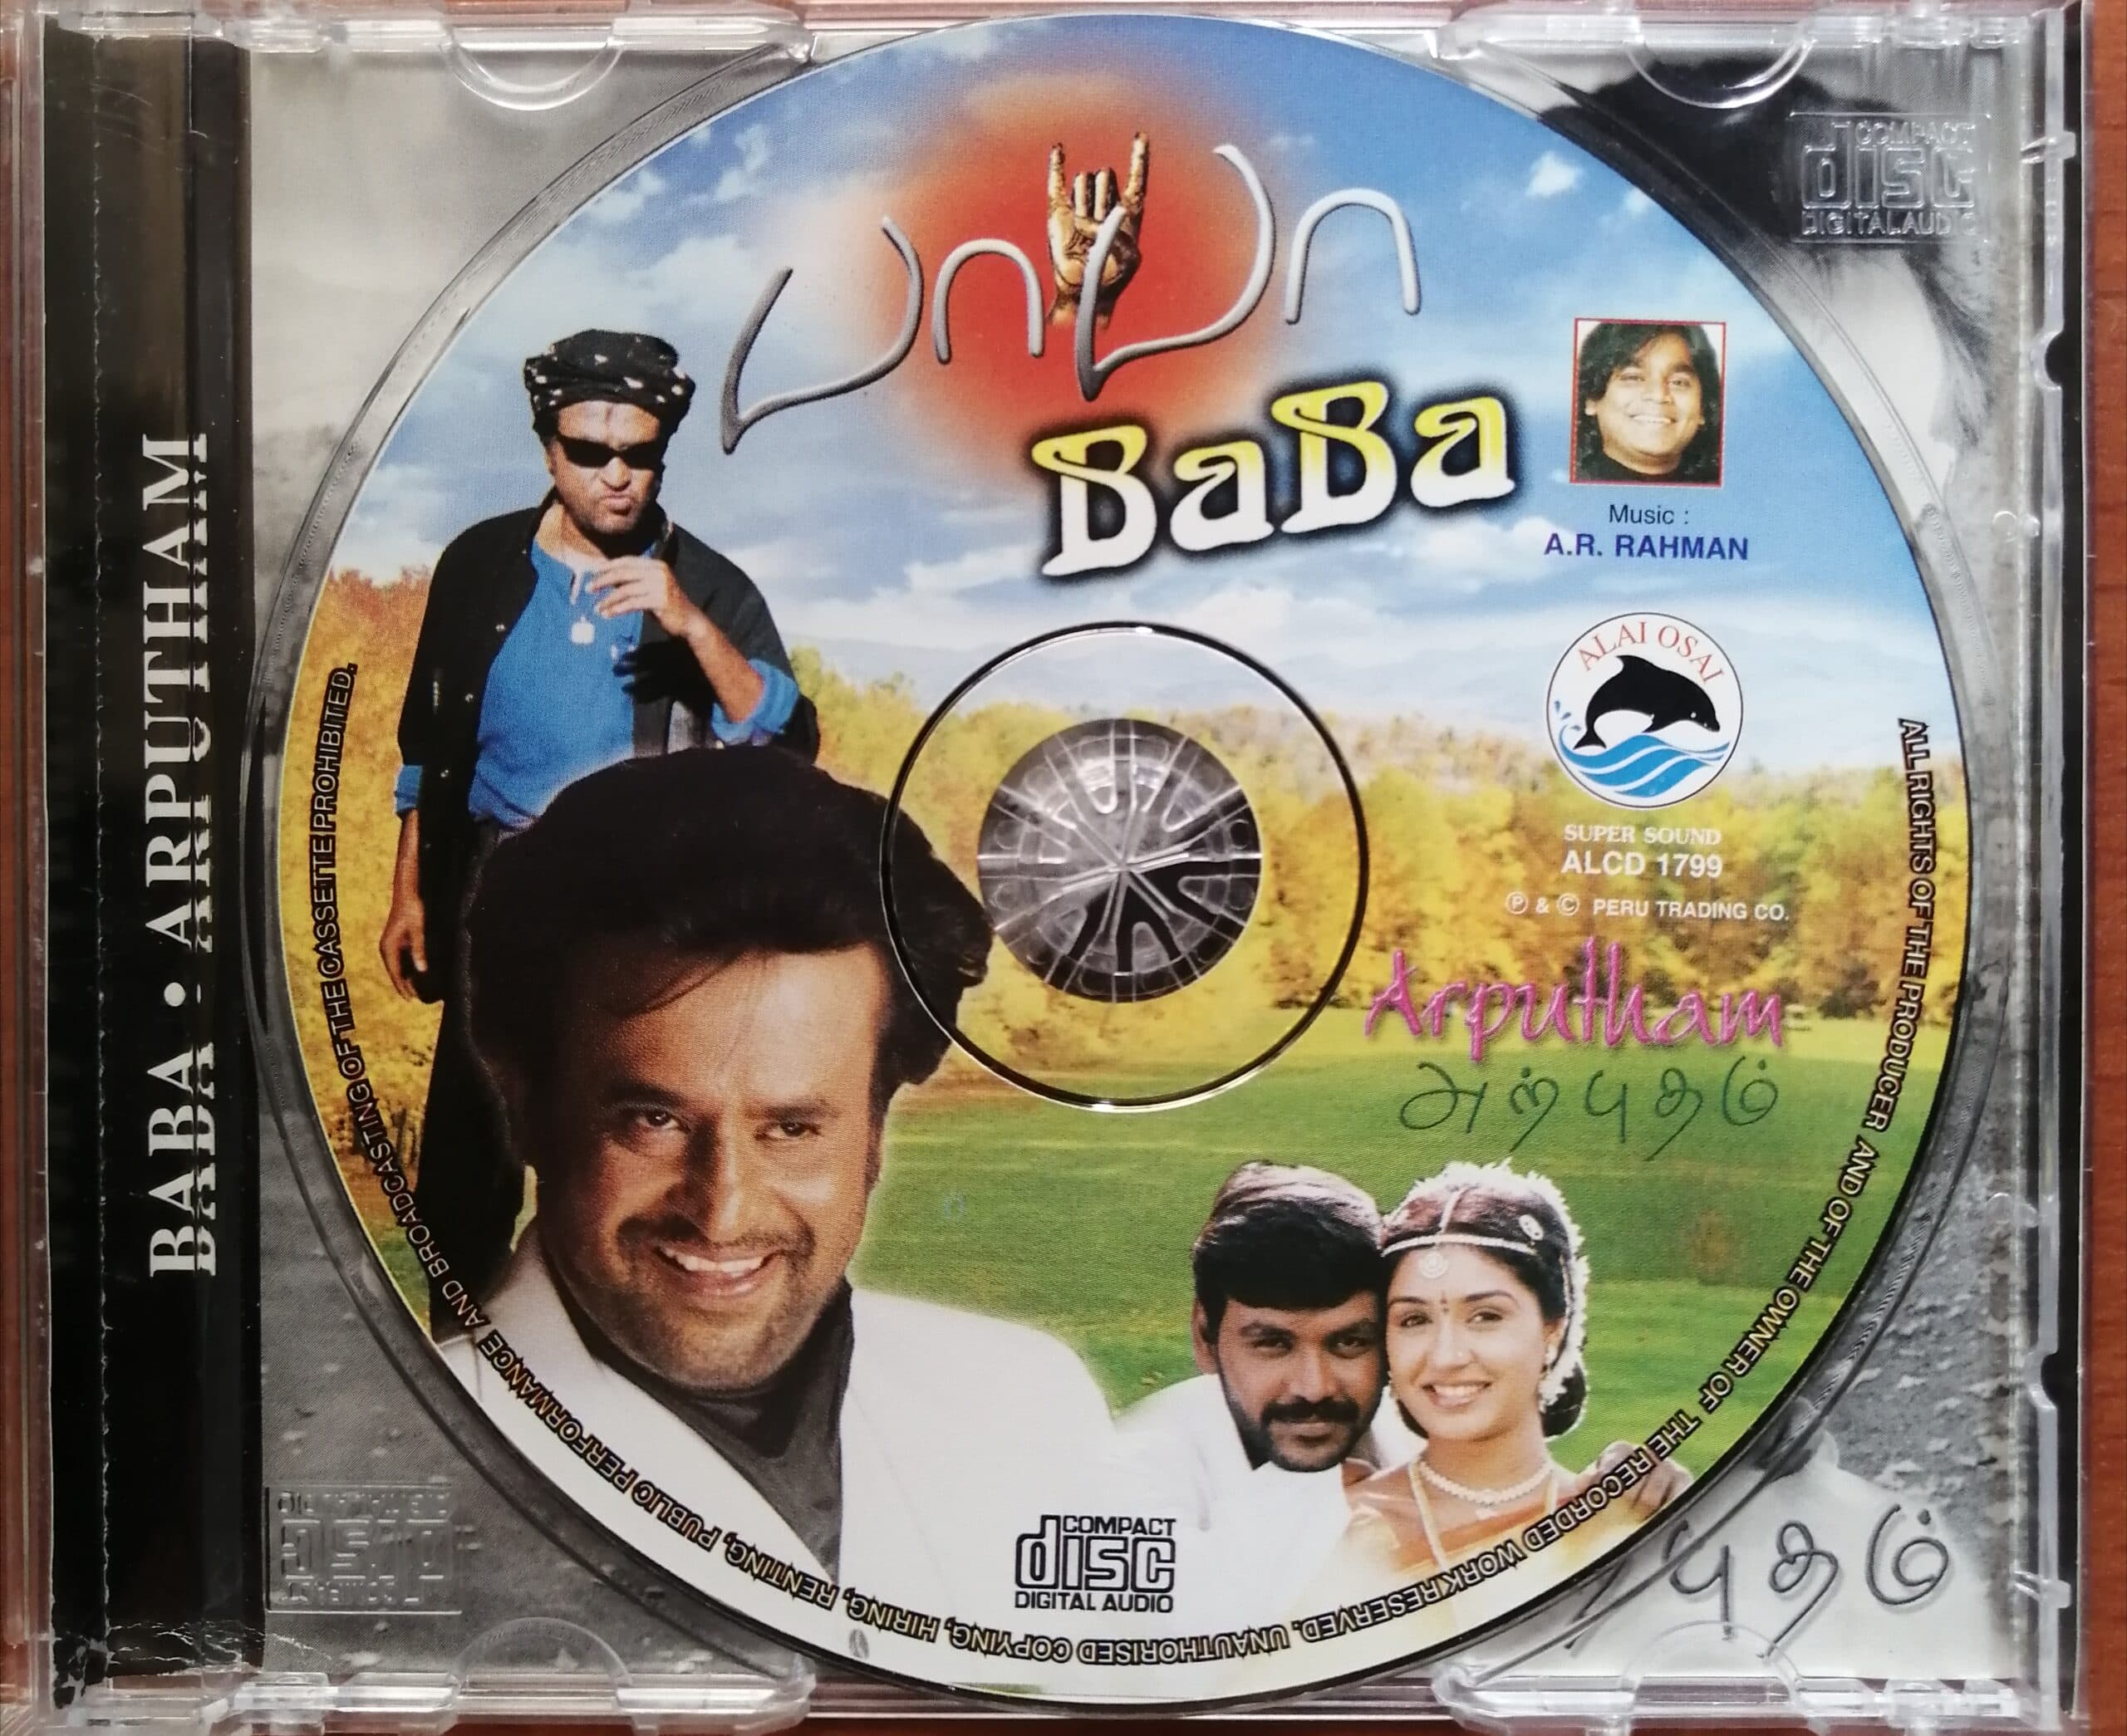 BABA • ARPUTHAM
பாபா
BaBa
Music :
A.R. RAHMAN
ALAI OSAI
SUPER SOUND
ALCD 1799
Ⓟ & © PERU TRADING CO.
Arputham
அற்புதம்
ALL RIGHTS OF THE PRODUCER AND OF THE OWNER OF THE RECORDED WORK RESERVED. UNAUTHORISED COPYING, HIRING, RENTING, PUBLIC PERFORMANCE AND BROADCASTING OF THE CASSETTE PROHIBITED.
COMPACT
disc
DIGITAL AUDIO
COMPACT
disc
DIGITAL AUDIO
புதம்